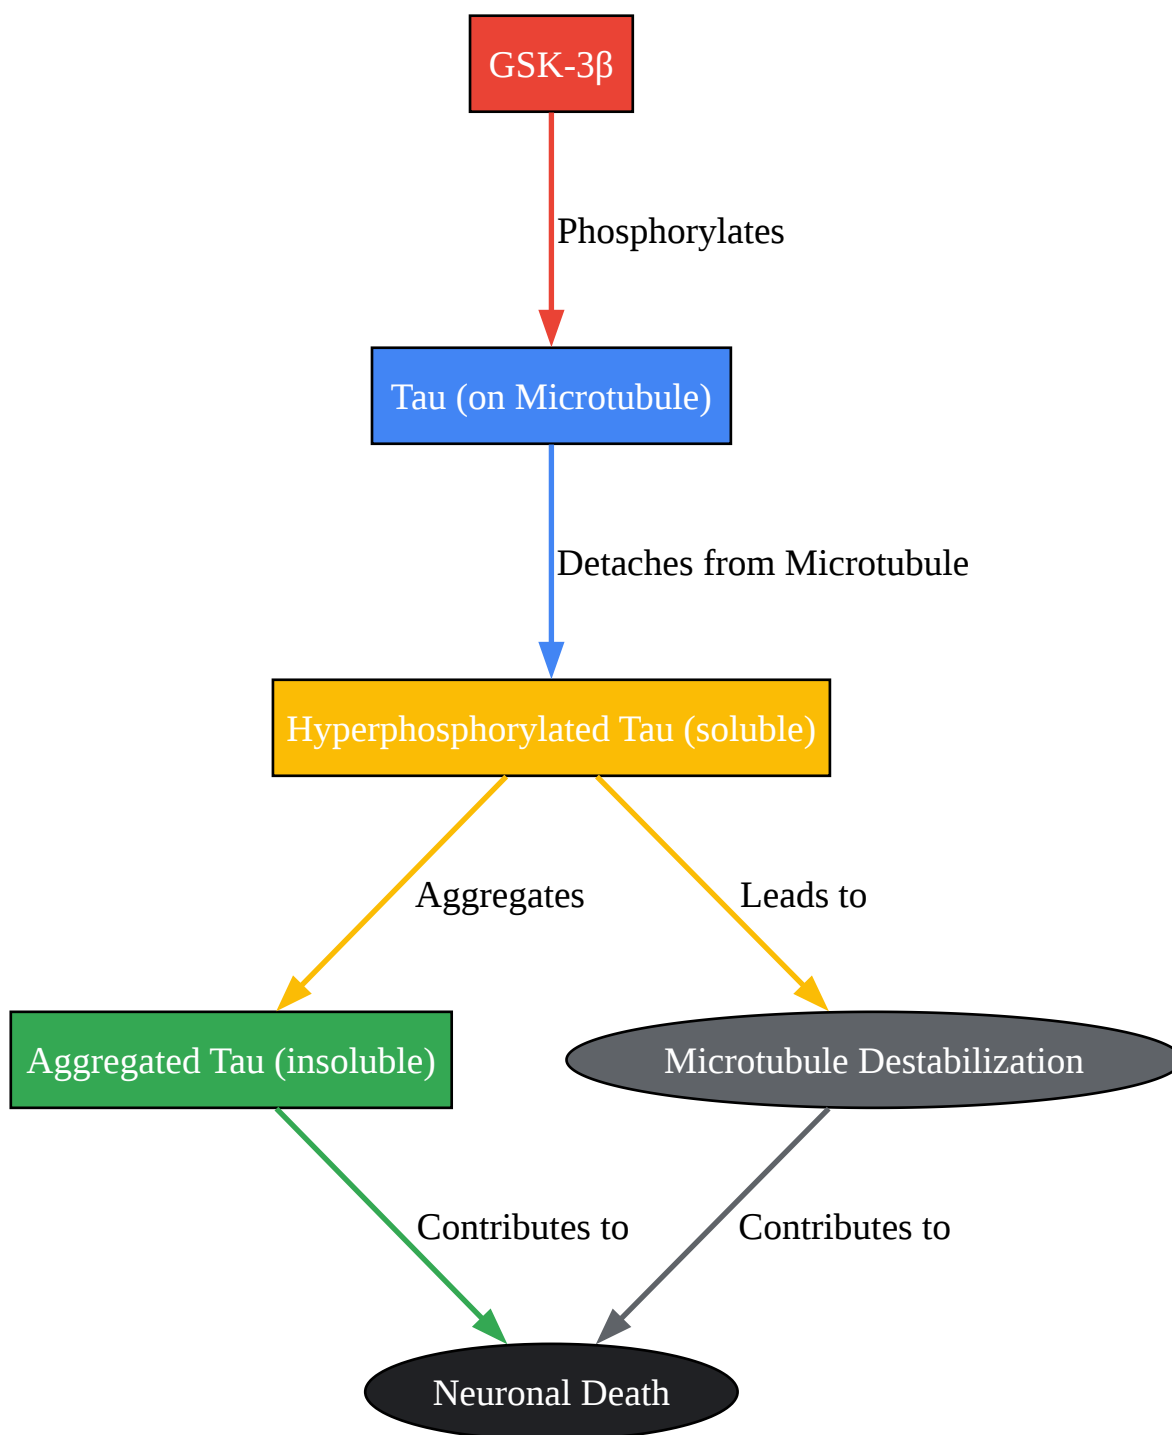 GSK-3β
Phosphorylates
Tau (on Microtubule)
Detaches from Microtubule
Hyperphosphorylated Tau (soluble)
Aggregates
Leads to
Aggregated Tau (insoluble)
Microtubule Destabilization
Contributes to
Contributes to
Neuronal Death